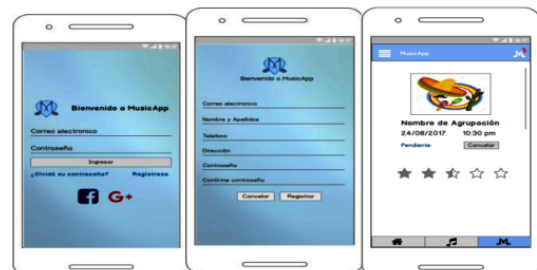 Bienvenido a MusicApp
Correo electronico
Contraseña
Ingresar
¿Olvidó su contraseña? Registrese
G+
Bienvenido a MusicApp
Correo electronico
Nombre y Apellidos
Telefono
Dirección
Contraseña
Confirme contraseña
Cancelar Registrar
MusicApp
Nombre de Agrupación
24/08/2017 10:30 pm
Pendiente Cancelar